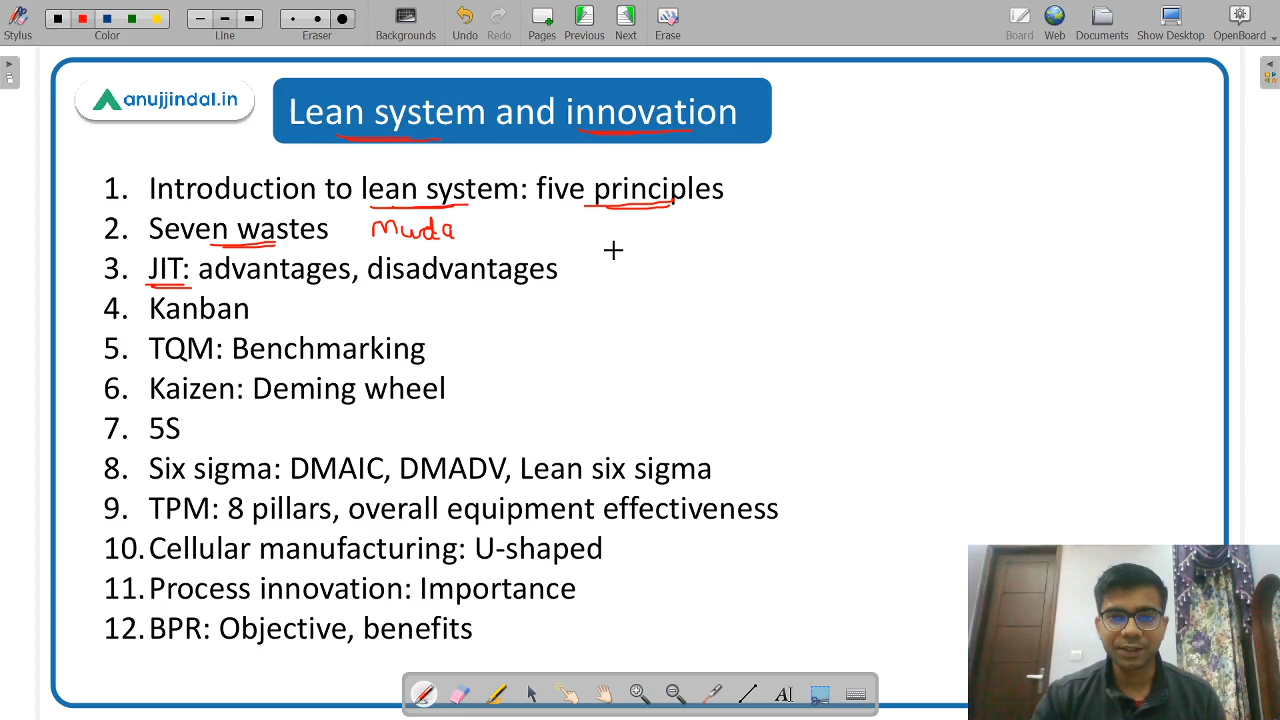 Stylus Color Line Eraser Backgrounds Undo Redo Pages Previous Next Erase Board Web Documents Show Desktop OpenBoard
anujjindal.in
Lean system and innovation
1. Introduction to lean system: five principles
2. Seven wastes Muda
3. JIT: advantages, disadvantages
4. Kanban
5. TQM: Benchmarking
6. Kaizen: Deming wheel
7. 5S
8. Six sigma: DMAIC, DMADV, Lean six sigma
9. TPM: 8 pillars, overall equipment effectiveness
10. Cellular manufacturing: U-shaped
11. Process innovation: Importance
12. BPR: Objective, benefits
AI